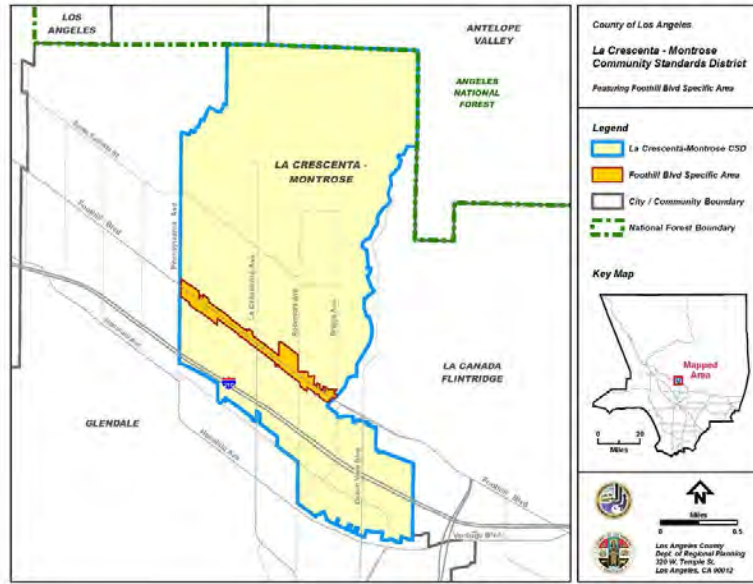 LOS
ANGELES
ANTELOPE
VALLEY
ANGELES
NATIONAL
FOREST
LA CRESCENTA -
MONTROSE
Foothill Blvd
Pennsylvania Ave
La Crescenta Ave
Ramsdell Ave
Briggs Ave
210
LA CANADA
FLINTRIDGE
GLENDALE
Montrose Ave
Ocean View Blvd
Foothill Blvd
Verdugo Blvd
County of Los Angeles
La Crescenta - Montrose
Community Standards District
Featuring Foothill Blvd Specific Area
Legend
La Crescenta-Montrose CSD
Foothill Blvd Specific Area
City / Community Boundary
National Forest Boundary
Key Map
Mapped
Area
0
Miles
N
Miles
0
0.5
Los Angeles County
Dept. of Regional Planning
320 W. Temple St.
Los Angeles, CA 90012